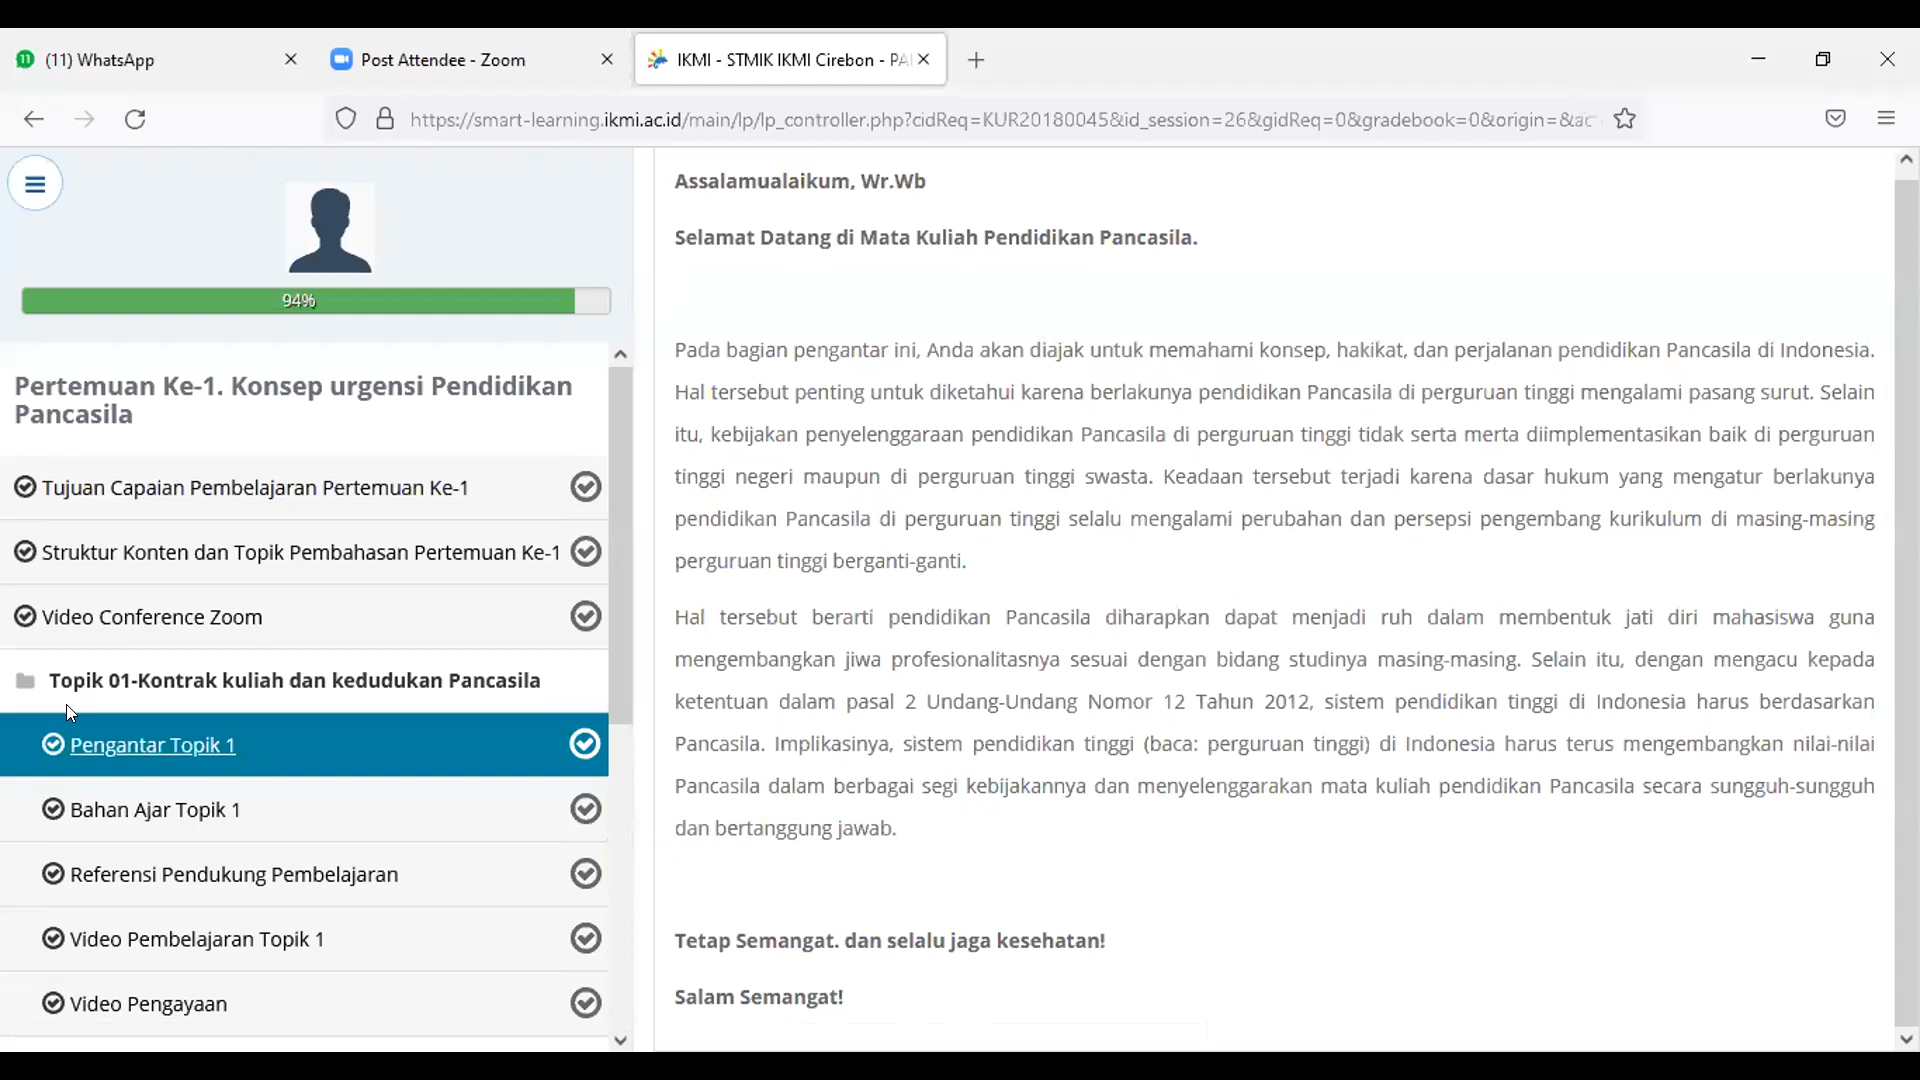 (11) WhatsApp
Post Attendee - Zoom
IKMI - STMIK IKMI Cirebon - PA
https://smart-learning.ikmi.ac.id/main/lp/lp_controller.php?cidReq=KUR20180045&id_session=26&gidReq=0&gradebook=0&origin=&ac
94%
Pertemuan Ke-1. Konsep urgensi Pendidikan
Pancasila
Tujuan Capaian Pembelajaran Pertemuan Ke-1
Struktur Konten dan Topik Pembahasan Pertemuan Ke-1
Video Conference Zoom
Topik 01-Kontrak kuliah dan kedudukan Pancasila
Pengantar Topik 1
Bahan Ajar Topik 1
Referensi Pendukung Pembelajaran
Video Pembelajaran Topik 1
Video Pengayaan
Assalamualaikum, Wr.Wb
Selamat Datang di Mata Kuliah Pendidikan Pancasila.
Pada bagian pengantar ini, Anda akan diajak untuk memahami konsep, hakikat, dan perjalanan pendidikan Pancasila di Indonesia.
Hal tersebut penting untuk diketahui karena berlakunya pendidikan Pancasila di perguruan tinggi mengalami pasang surut. Selain
itu, kebijakan penyelenggaraan pendidikan Pancasila di perguruan tinggi tidak serta merta diimplementasikan baik di perguruan
tinggi negeri maupun di perguruan tinggi swasta. Keadaan tersebut terjadi karena dasar hukum yang mengatur berlakunya
pendidikan Pancasila di perguruan tinggi selalu mengalami perubahan dan persepsi pengembang kurikulum di masing-masing
perguruan tinggi berganti-ganti.
Hal tersebut berarti pendidikan Pancasila diharapkan dapat menjadi ruh dalam membentuk jati diri mahasiswa guna
mengembangkan jiwa profesionalitasnya sesuai dengan bidang studinya masing-masing. Selain itu, dengan mengacu kepada
ketentuan dalam pasal 2 Undang-Undang Nomor 12 Tahun 2012, sistem pendidikan tinggi di Indonesia harus berdasarkan
Pancasila. Implikasinya, sistem pendidikan tinggi (baca: perguruan tinggi) di Indonesia harus terus mengembangkan nilai-nilai
Pancasila dalam berbagai segi kebijakannya dan menyelenggarakan mata kuliah pendidikan Pancasila secara sungguh-sungguh
dan bertanggung jawab.
Tetap Semangat. dan selalu jaga kesehatan!
Salam Semangat!